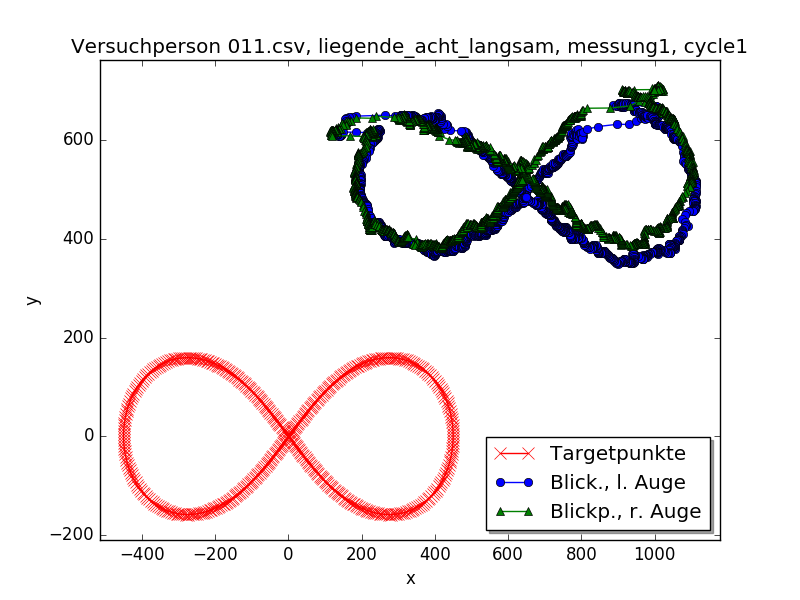 Versuchperson 011.csv, liegende_acht_langsam, messung1, cycle1
600
400
200
0
−200
y
−400
−200
0
200
400
600
800
1000
x
Targetpunkte
Blick., l. Auge
Blickp., r. Auge